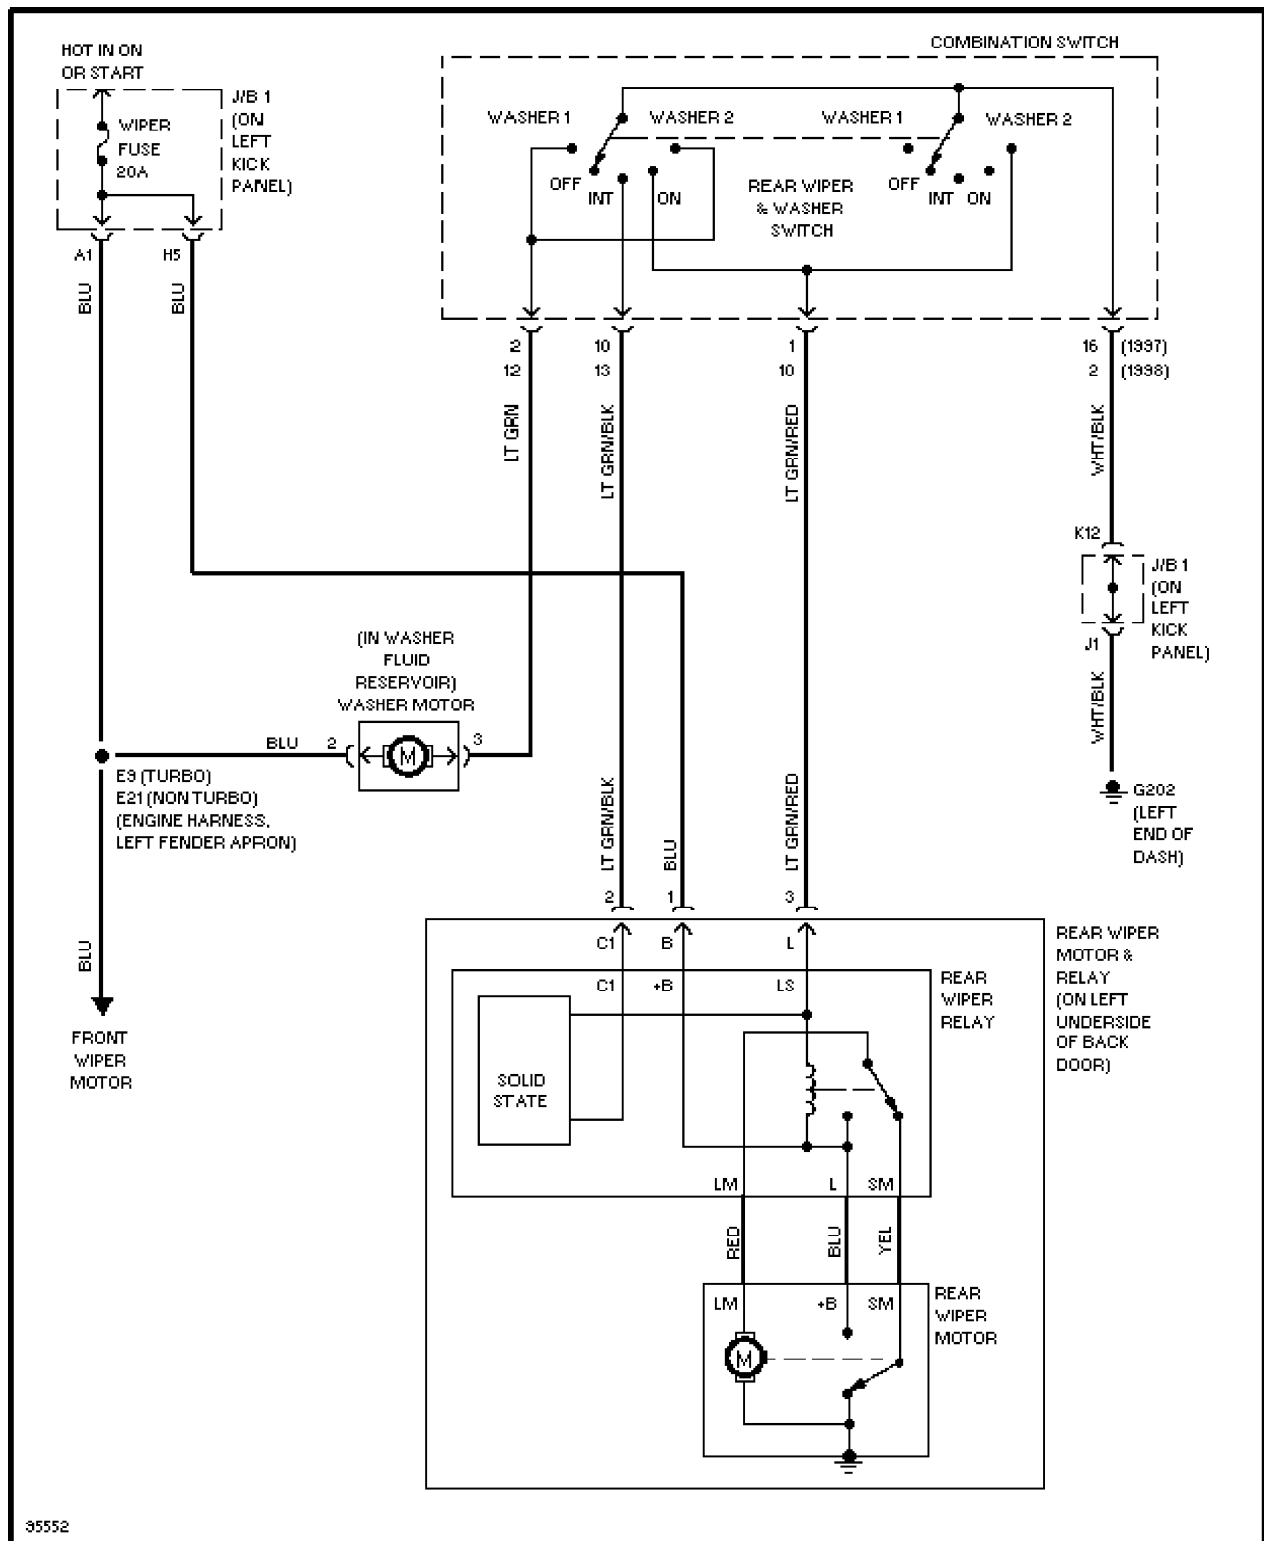 HOT IN ON
OR START
WIPER
FUSE
20A
J/B 1
(ON
LEFT
KICK
PANEL)
A1
H5
BLU
BLU
COMBINATION SWITCH
WASHER 1
WASHER 2
WASHER 1
WASHER 2
OFF
INT
ON
REAR WIPER
& WASHER
SWITCH
OFF
INT
ON
2
10
1
16
(1997)
12
13
10
2
(1998)
LT GRN
LT GRN/BLK
LT GRN/RED
WHT/BLK
K12
J/B 1
(ON
LEFT
KICK
PANEL)
J1
WHT/BLK
G202
(LEFT
END OF
DASH)
(IN WASHER
FLUID
RESERVOIR)
WASHER MOTOR
BLU
2
M
3
E9 (TURBO)
E21 (NON TURBO)
(ENGINE HARNESS,
LEFT FENDER APRON)
BLU
FRONT
WIPER
MOTOR
LT GRN/BLK
BLU
LT GRN/RED
2
1
3
C1
B
L
REAR WIPER
MOTOR &
RELAY
(ON LEFT
UNDERSIDE
OF BACK
DOOR)
C1
+B
LS
REAR
WIPER
RELAY
SOLID
STATE
LM
L
SM
RED
BLU
YEL
LM
+B
SM
REAR
WIPER
MOTOR
M
95552